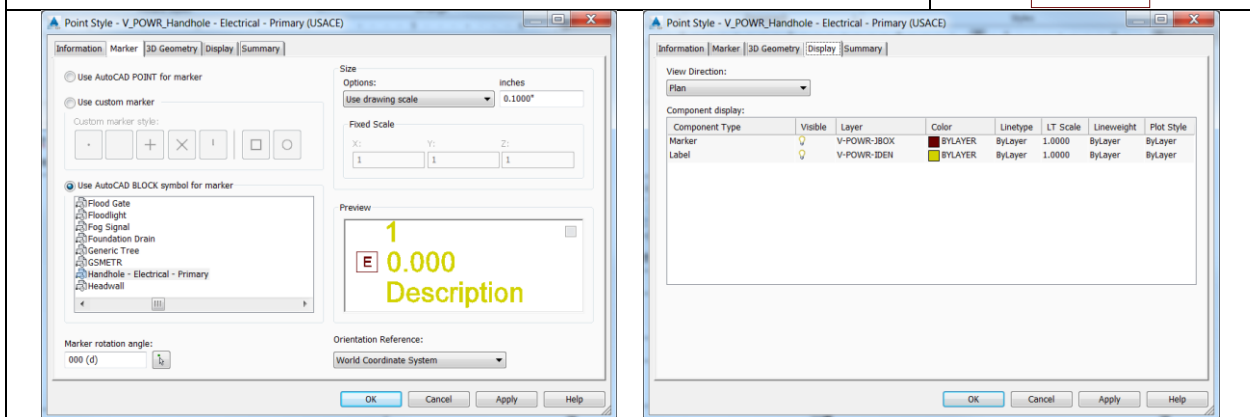 Point Style - V_POWR_Handhole - Electrical - Primary (USACE)
Information Marker 3D Geometry Display Summary
Use AutoCAD POINT for marker
Use custom marker
Custom marker style:
Use AutoCAD BLOCK symbol for marker
Flood Gate
Floodlight
Fog Signal
Foundation Drain
Generic Tree
GSMETR
Handhole - Electrical - Primary
Headwall
Marker rotation angle:
000 (d)
Size
Options: inches
Use drawing scale 0.1000"
Fixed Scale
X: Y: Z:
1 1 1
Preview
1
E 0.000
Description
Orientation Reference:
World Coordinate System
OK Cancel Apply Help
Point Style - V_POWR_Handhole - Electrical - Primary (USACE)
Information Marker 3D Geometry Display Summary
View Direction:
Plan
Component display:
Component Type Visible Layer Color Linetype LT Scale Lineweight Plot Style
Marker V-POWR-JBOX BYLAYER ByLayer 1.0000 ByLayer ByLayer
Label V-POWR-IDEN BYLAYER ByLayer 1.0000 ByLayer ByLayer
OK Cancel Apply Help